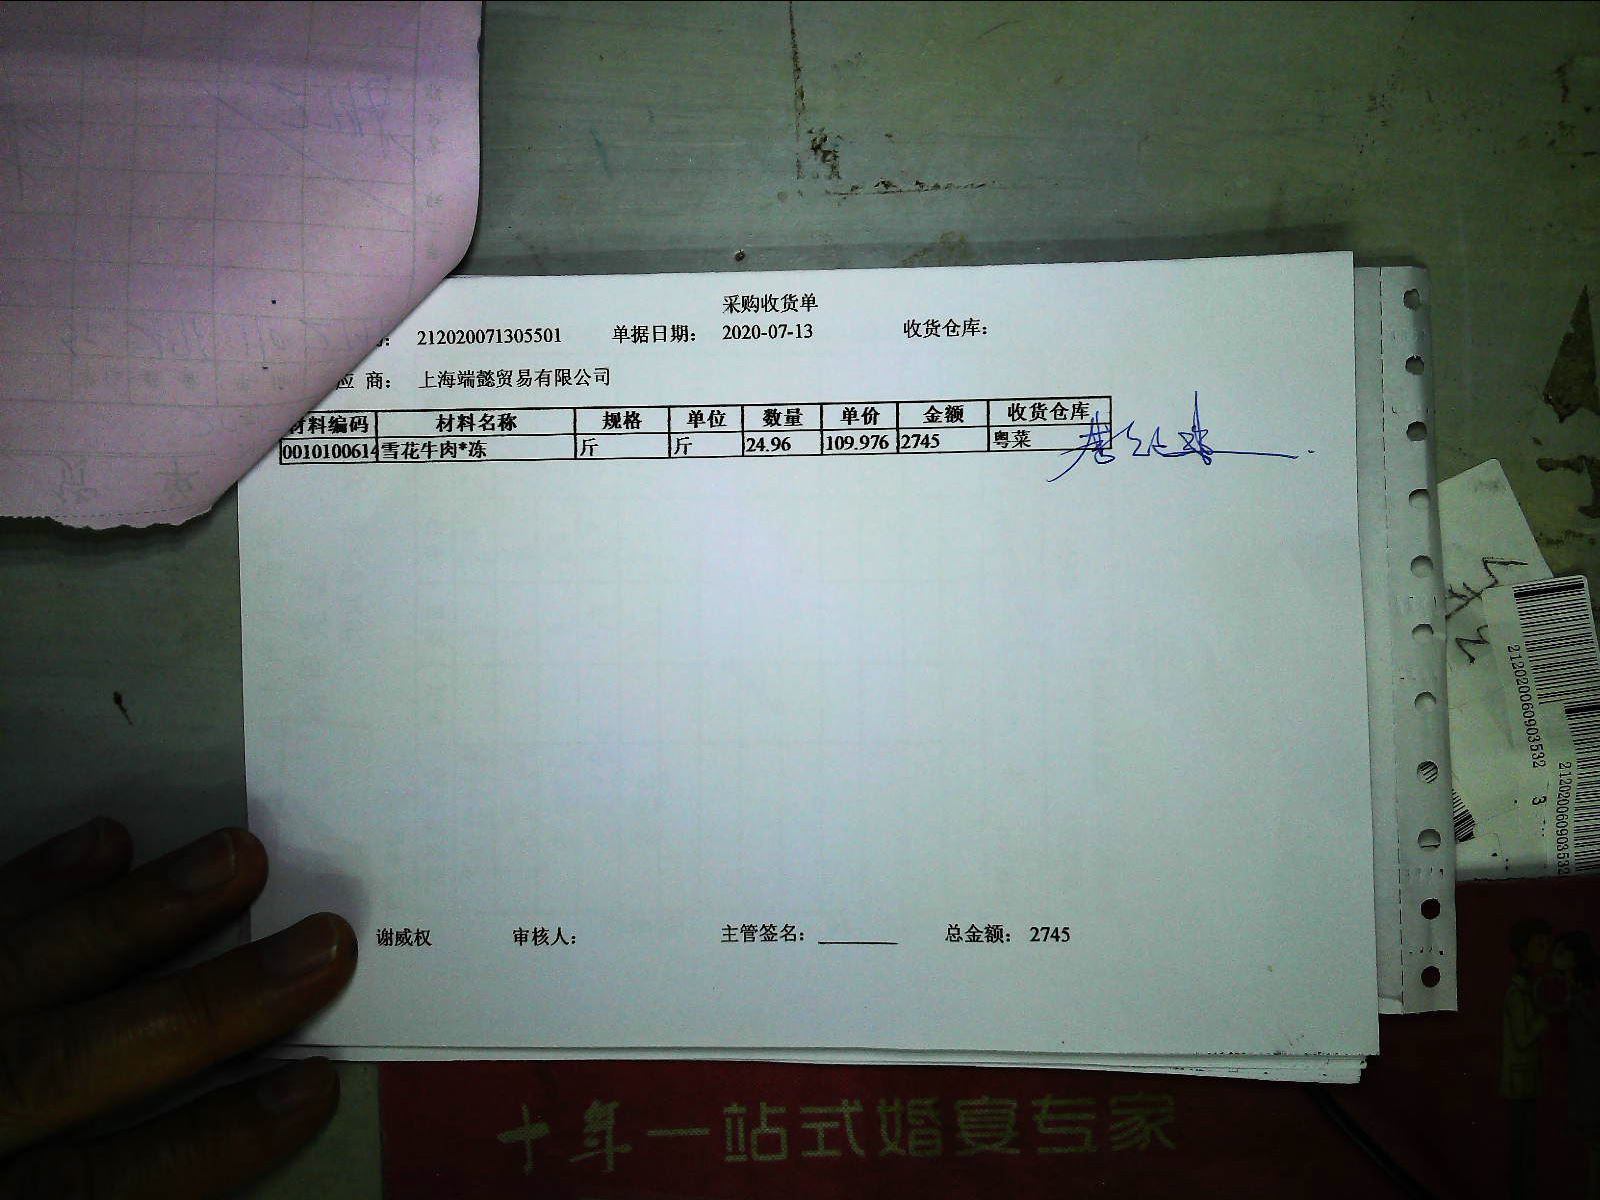 采购收货单
212020071305501 单据日期： 2020-07-13 收货仓库：
应 商： 上海端懿贸易有限公司
材料编码 材料名称 规格 单位 数量 单价 金额 收货仓库
0010100614 雪花牛肉*冻 斤 斤 24.96 109.976 2745 粤菜
谢威权 审核人： 主管签名： 总金额： 2745
212020060903532 3
212020060903532
十年一站式婚宴专家